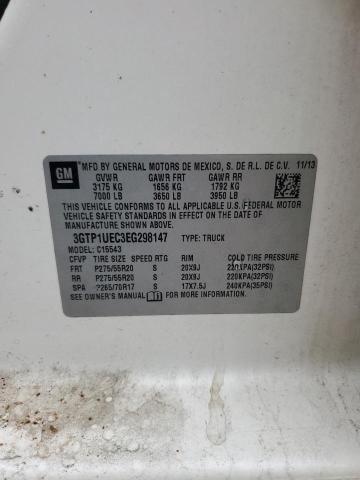 GM
MFD BY GENERAL MOTORS DE MEXICO, S. DE R.L. DE C.V. 11/13
GVWR GAWR FRT GAWR RR
3175 KG 1656 KG 1792 KG
7000 LB 3650 LB 3950 LB
THIS VEHICLE CONFORMS TO ALL APPLICABLE U.S. FEDERAL MOTOR
VEHICLE SAFETY STANDARDS IN EFFECT ON THE DATE OF
MANUFACTURE SHOWN ABOVE.
3GTP1UEC3EG298147 TYPE: TRUCK
MODEL: C15543
CFVP TIRE SIZE SPEED RTG RIM COLD TIRE PRESSURE
FRT P275/55R20 S 20X9J 220KPA(32PSI)
RR P275/55R20 S 20X9J 220KPA(32PSI)
SPA P265/70R17 S 17X7.5J 240KPA(35PSI)
SEE OWNER'S MANUAL FOR ADDITIONAL INFORMATION